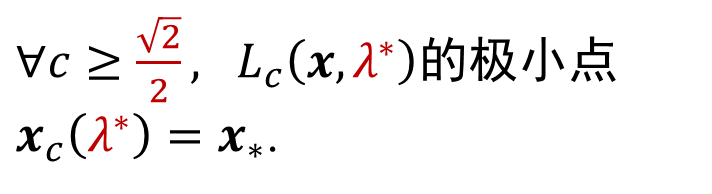 ∀c ≥ √2/2, L_c(x, λ*)的极小点
x_c(λ*) = x_*.